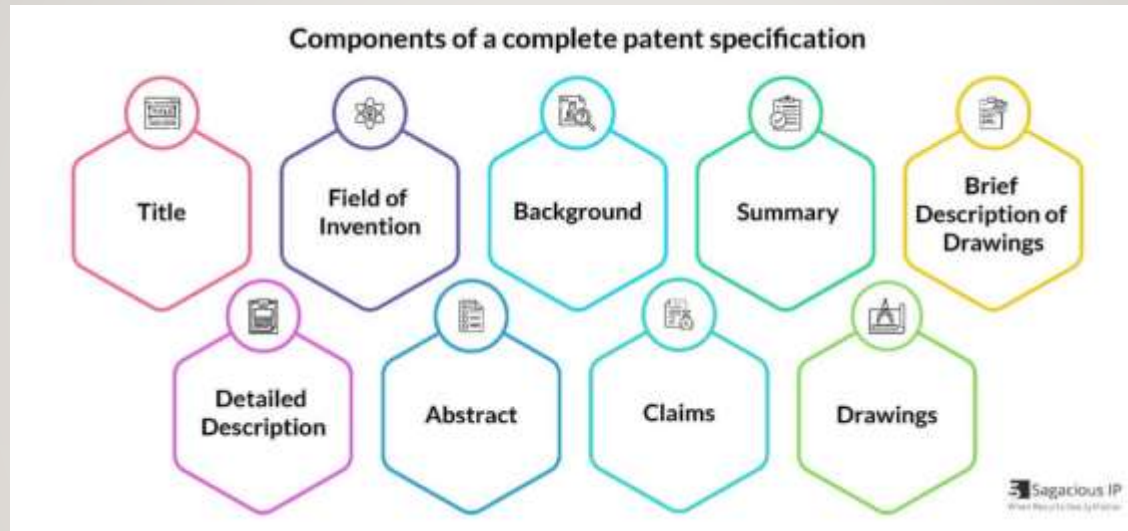 Components of a complete patent specification
Title
Field of
Invention
Background
Summary
Brief
Description of
Drawings
Detailed
Description
Abstract
Claims
Drawings
Sagacious IP